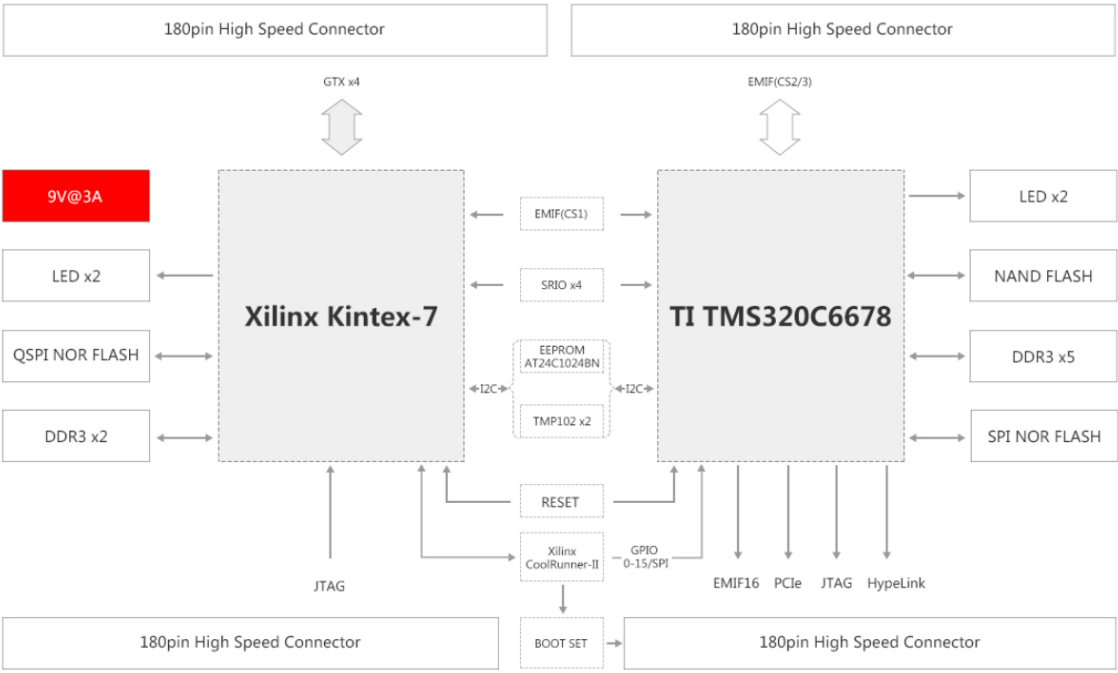 180pin High Speed Connector
180pin High Speed Connector
GTX x4
EMIF(CS2/3)
9V@3A
LED x2
QSPI NOR FLASH
DDR3 x2
Xilinx Kintex-7
EMIF(CS1)
SRIO x4
I2C
EEPROM
AT24C1024BN
TMP102 x2
I2C
TI TMS320C6678
LED x2
NAND FLASH
DDR3 x5
SPI NOR FLASH
RESET
Xilinx
CoolRunner-II
GPIO
0-15/SPI
JTAG
EMIF16
PCIe
JTAG
HypeLink
180pin High Speed Connector
BOOT SET
180pin High Speed Connector